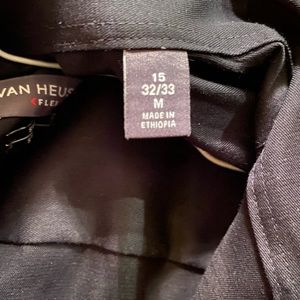 VAN HEUS
FLE
15
32/33
M
MADE IN
ETHIOPIA